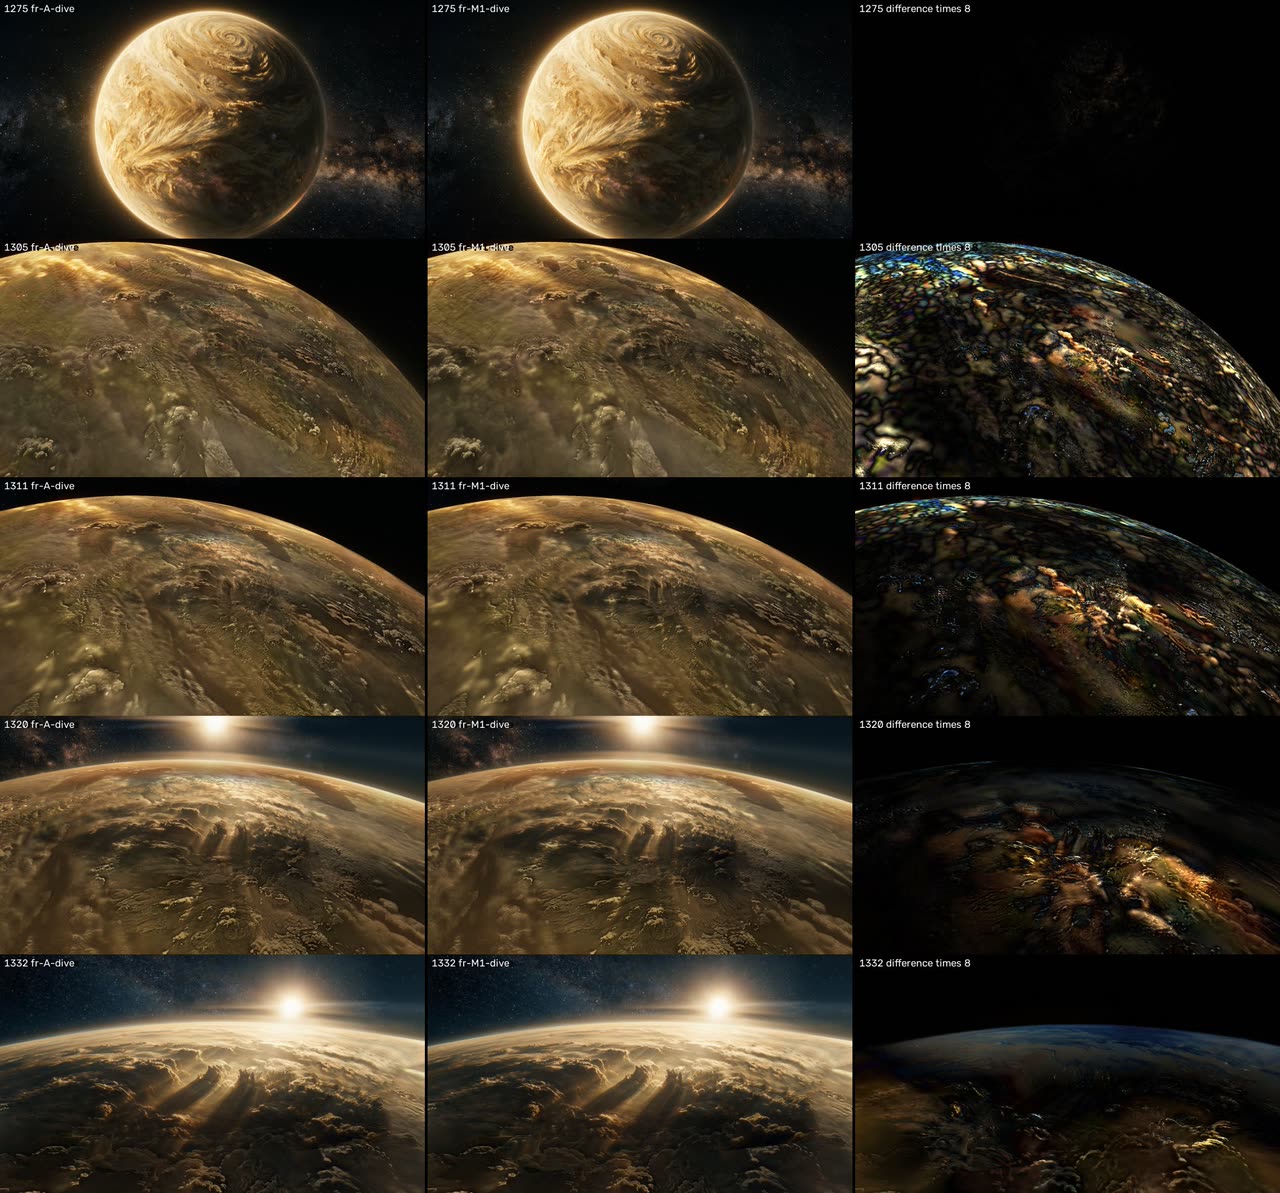 1275 fr-A-dive
1275 fr-M1-dive
1275 difference times 8
1305 fr-A-dive
1305 fr-M1-dive
1305 difference times 8
1311 fr-A-dive
1311 fr-M1-dive
1311 difference times 8
1320 fr-A-dive
1320 fr-M1-dive
1320 difference times 8
1332 fr-A-dive
1332 fr-M1-dive
1332 difference times 8